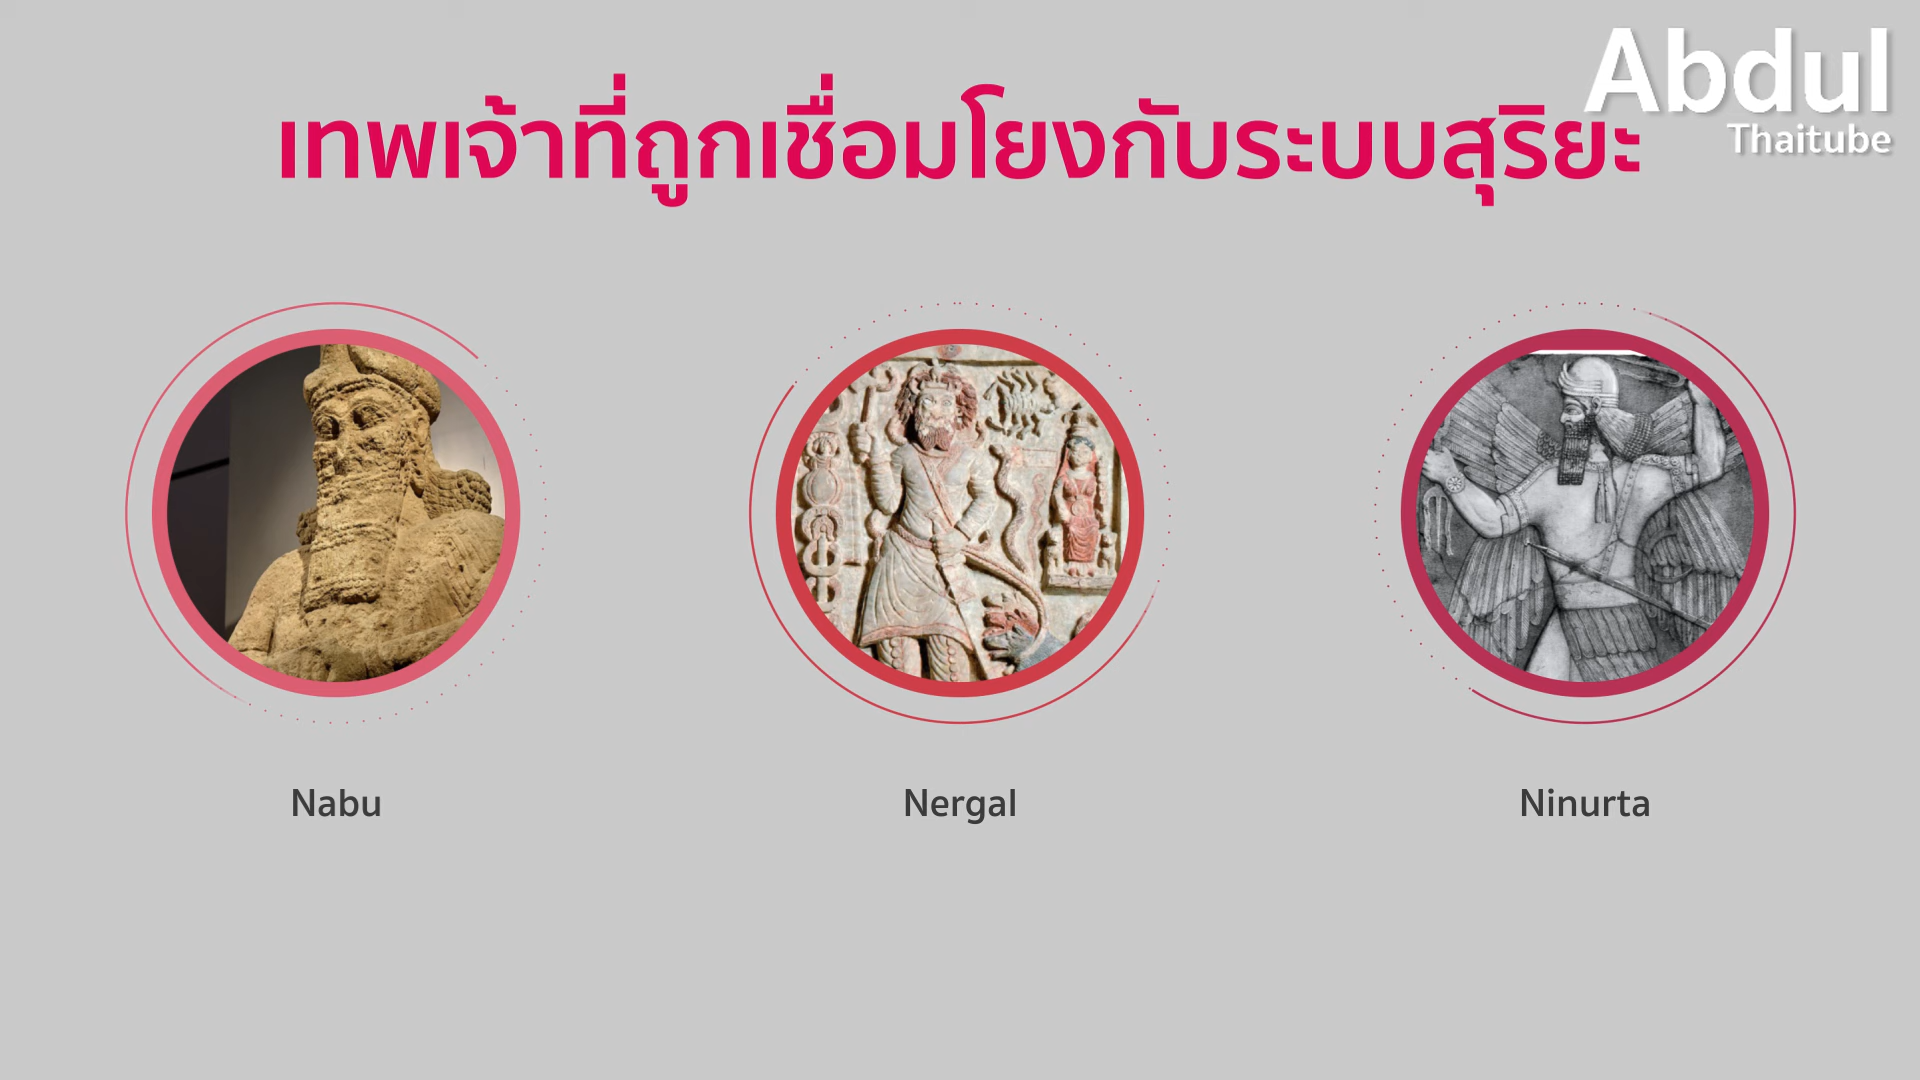 เทพเจ้าที่ถูกเชื่อมโยงกับระบบสุริยะ
Abdul
Thaitube
Nabu
Nergal
Ninurta